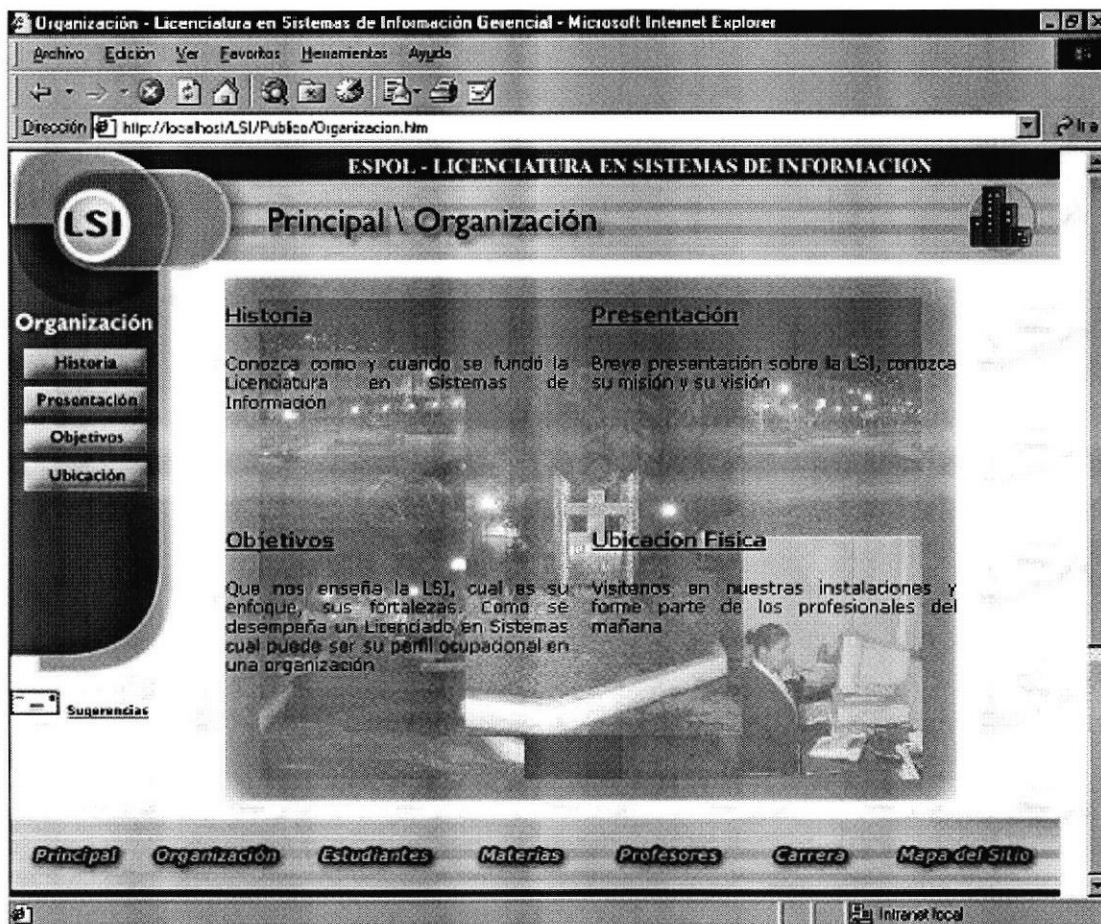 Organización - Licenciatura en Sistemas de Información Gerencial - Microsoft Internet Explorer
Archivo Edición Ver Favoritos Herramientas Ayuda
Dirección http://localhost/LSI/Publico/Organizacion.htm Ir a
ESPOL - LICENCIATURA EN SISTEMAS DE INFORMACION
LSI
Principal \ Organización
Organización
Historia
Presentación
Objetivos
Ubicación
Sugerencias
Historia
Conozca como y cuando se fundó la
Licenciatura en Sistemas de
Información
Presentación
Breve presentación sobre la LSI, conozca
su misión y su visión
Objetivos
Que nos enseña la LSI, cual es su
enfoque, sus fortalezas. Como se
desempeña un Licenciado en Sistemas
cual puede ser su perfil ocupacional en
una organización
Ubicacion Fisica
Visitenos en nuestras instalaciones y
forme parte de los profesionales del
mañana
Principal Organización Estudiantes Materias Profesores Carrera Mapa del Sitio
Intranet local